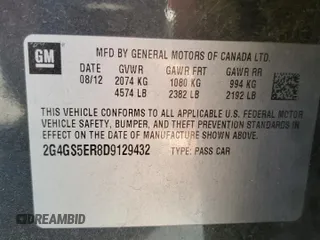 GM
MFD BY GENERAL MOTORS OF CANADA LTD.
DATE GVWR GAWR FRT GAWR RR
08/12 2074 KG 1080 KG 994 KG
4574 LB 2382 LB 2192 LB
THIS VEHICLE CONFORMS TO ALL APPLICABLE U.S. FEDERAL MOTOR
VEHICLE SAFETY, BUMPER, AND THEFT PREVENTION STANDARDS IN
EFFECT ON THE DATE OF MANUFACTURE SHOWN ABOVE.
2G4GS5ER8D9129432 TYPE: PASS CAR
AUTOHELPERBOT.COM